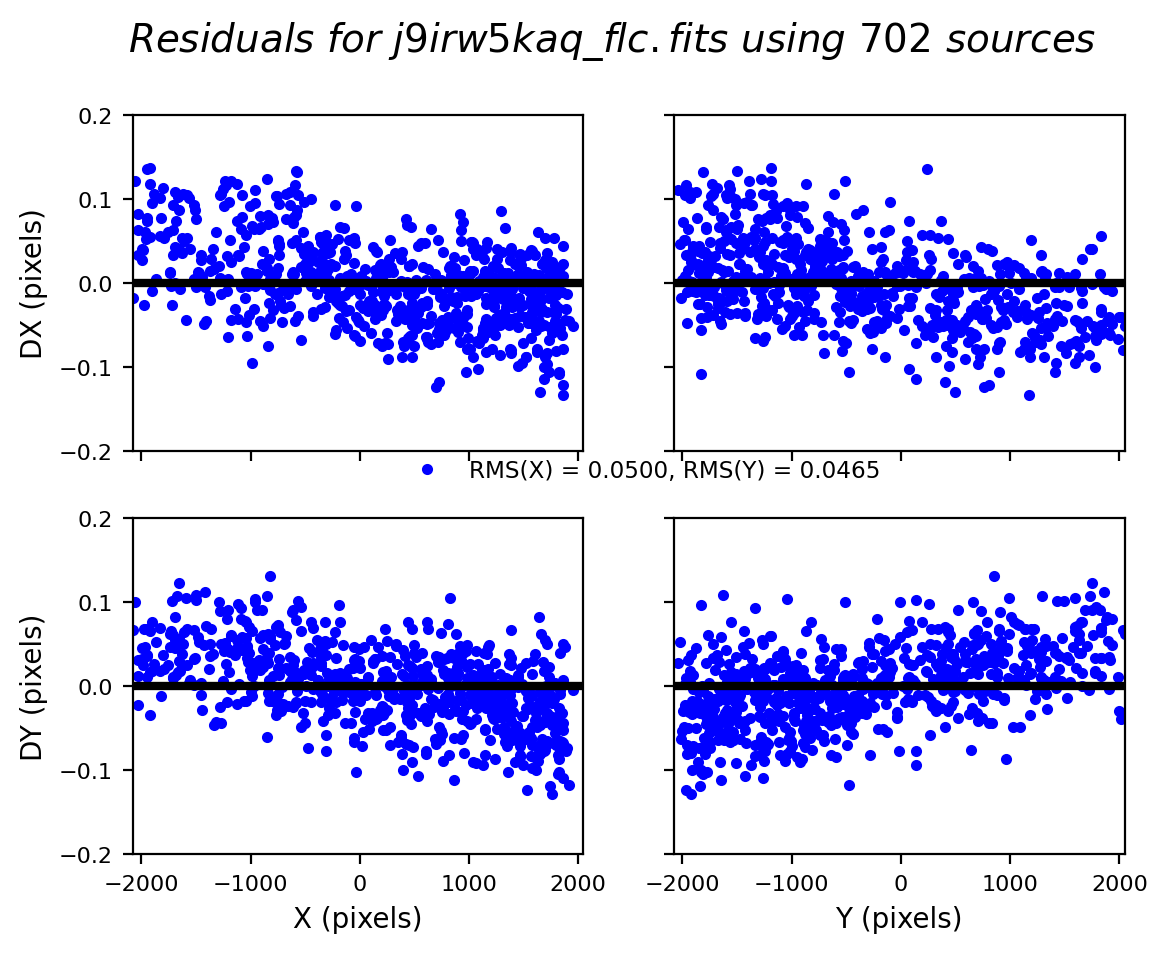 Residuals for j9irw5kaq_flc.fits using 702 sources
0.2
0.1
0.0
−0.1
−0.2
DX (pixels)
RMS(X) = 0.0500, RMS(Y) = 0.0465
0.2
0.1
0.0
−0.1
−0.2
DY (pixels)
−2000 −1000 0 1000 2000 −2000 −1000 0 1000 2000
X (pixels) Y (pixels)